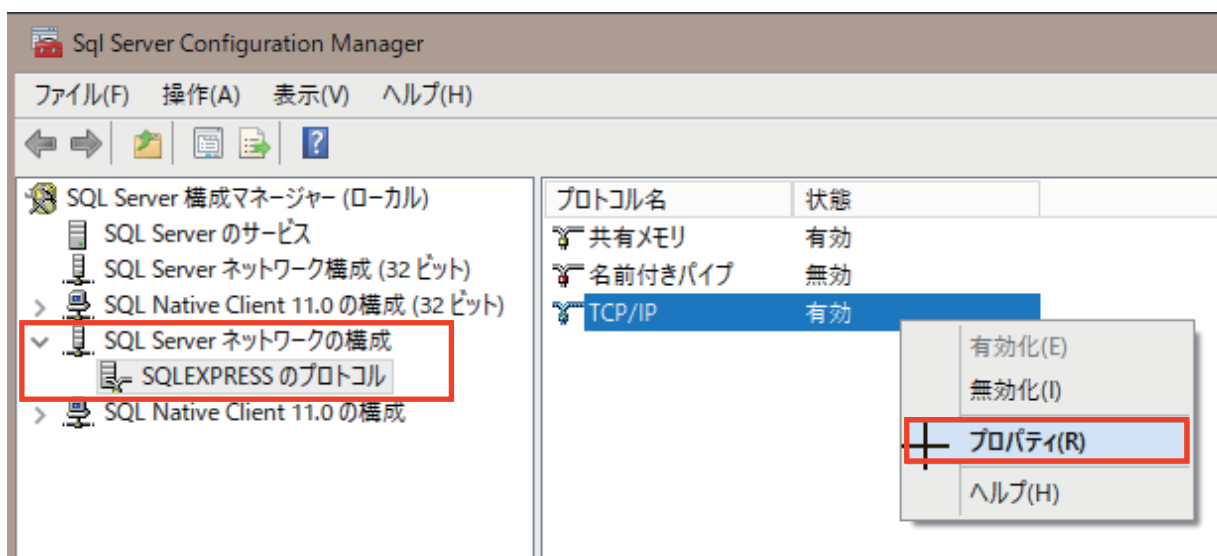 Sql Server Configuration Manager
ファイル(F) 操作(A) 表示(V) ヘルプ(H)
SQL Server 構成マネージャー (ローカル)
SQL Server のサービス
SQL Server ネットワーク構成 (32 ビット)
SQL Native Client 11.0 の構成 (32 ビット)
SQL Server ネットワークの構成
SQLEXPRESS のプロトコル
SQL Native Client 11.0 の構成
プロトコル名 状態
共有メモリ 有効
名前付きパイプ 無効
TCP/IP 有効
有効化(E)
無効化(I)
プロパティ(R)
ヘルプ(H)